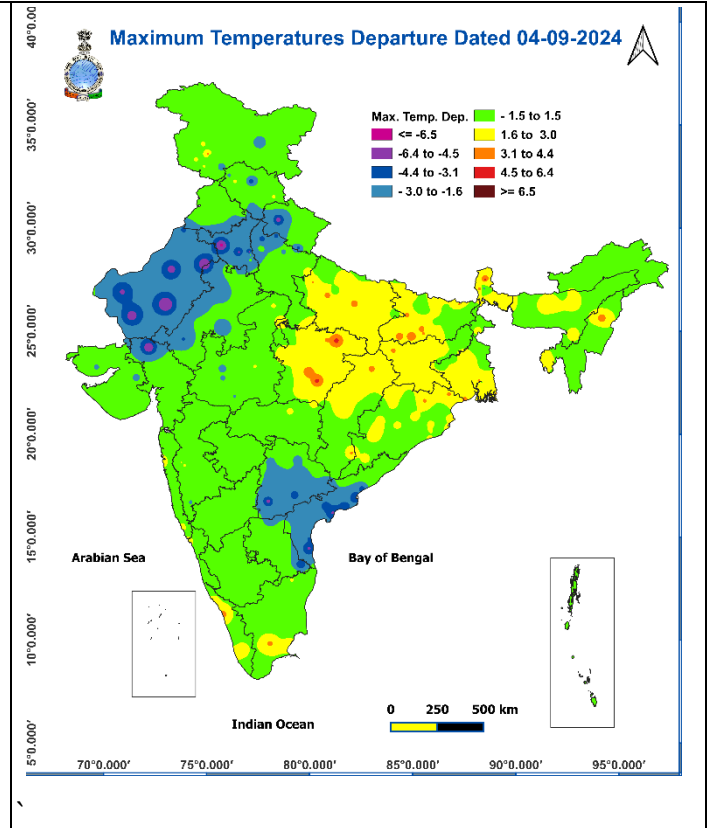 Maximum Temperatures Departure Dated 04-09-2024
Max. Temp. Dep.
<= -6.5
-6.4 to -4.5
-4.4 to -3.1
- 3.0 to -1.6
- 1.5 to 1.5
1.6 to 3.0
3.1 to 4.4
4.5 to 6.4
>= 6.5
40°0.00
35°0.000'
30°0.000'
25°0.000'
20°0.000'
15°0.000'
10°0.000'
5°0.000'
Arabian Sea
Bay of Bengal
Indian Ocean
0 250 500 km
70°0.000' 75°0.000' 80°0.000' 85°0.000' 90°0.000' 95°0.000'
`